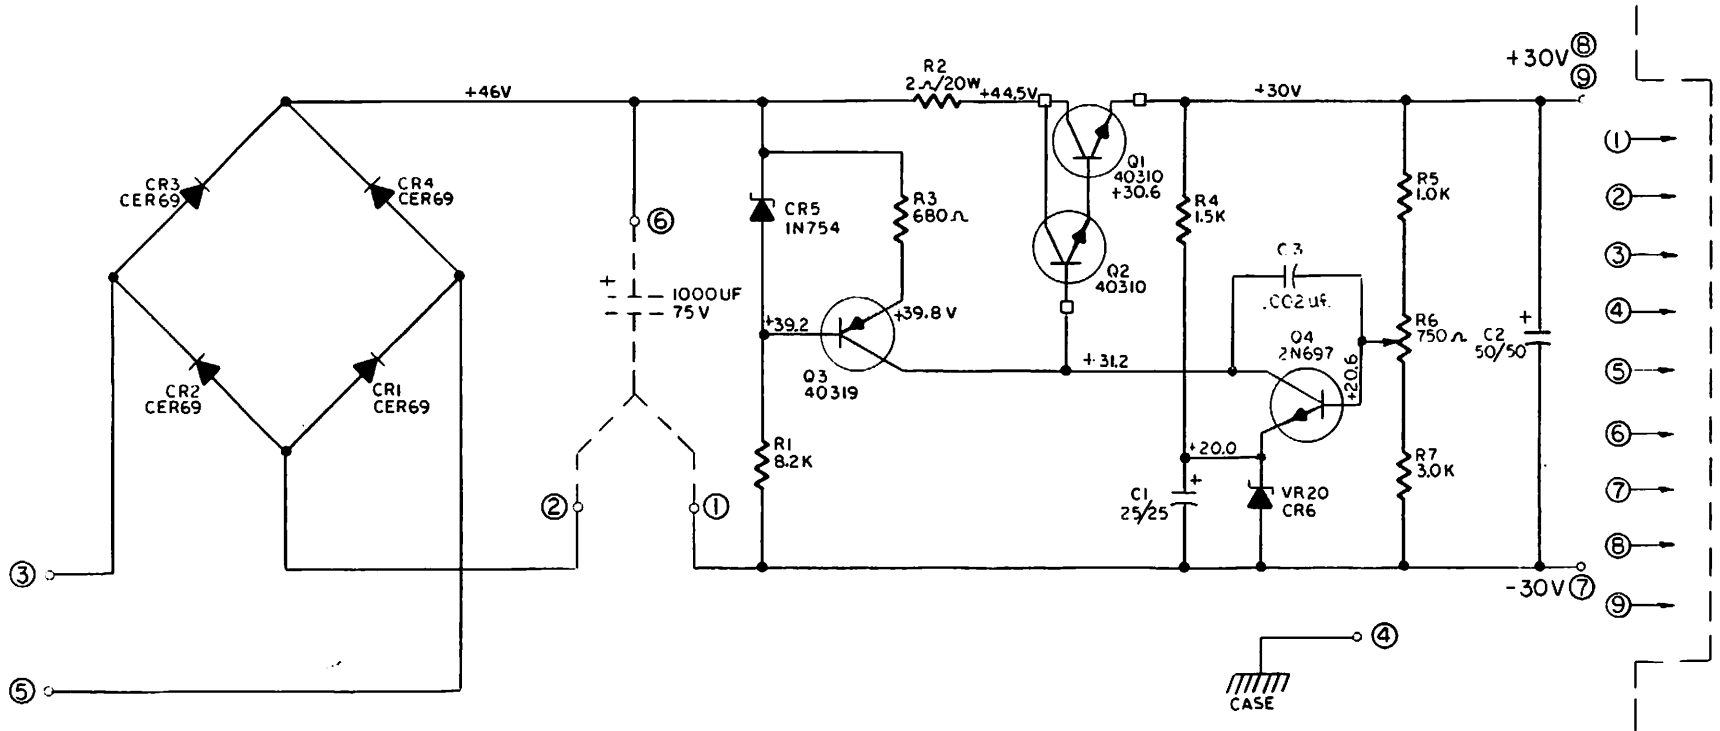 +46V
R2
2Ω/20W
+44.5V
+30V
+30V ⑧
⑨
CR3
CER69
CR4
CER69
CR2
CER69
CR1
CER69
⑥
+
1000UF
75V
②
①
③
⑤
CR5
1N754
R3
680Ω
+39.2
+39.8V
Q3
40319
R1
8.2K
Q1
40310
+30.6
Q2
40310
+31.2
R4
1.5K
C3
.002uf
Q4
2N697
+20.6
+20.0
C1
25/25
+
VR20
CR6
R5
1.0K
R6
750Ω
R7
3.0K
+
C2
50/50
-30V ⑦
④
CASE
①
②
③
④
⑤
⑥
⑦
⑧
⑨